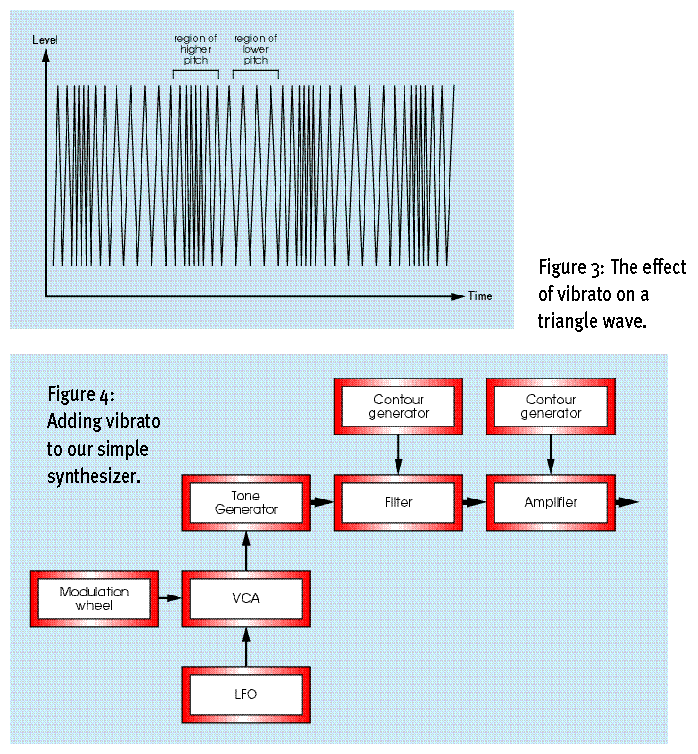 Level
region of
higher
pitch
region of
lower
pitch
Time
Figure 3: The effect
of vibrato on a
triangle wave.
Figure 4:
Adding vibrato
to our simple
synthesizer.
Contour
generator
Contour
generator
Tone
Generator
Filter
Amplifier
Modulation
wheel
VCA
LFO